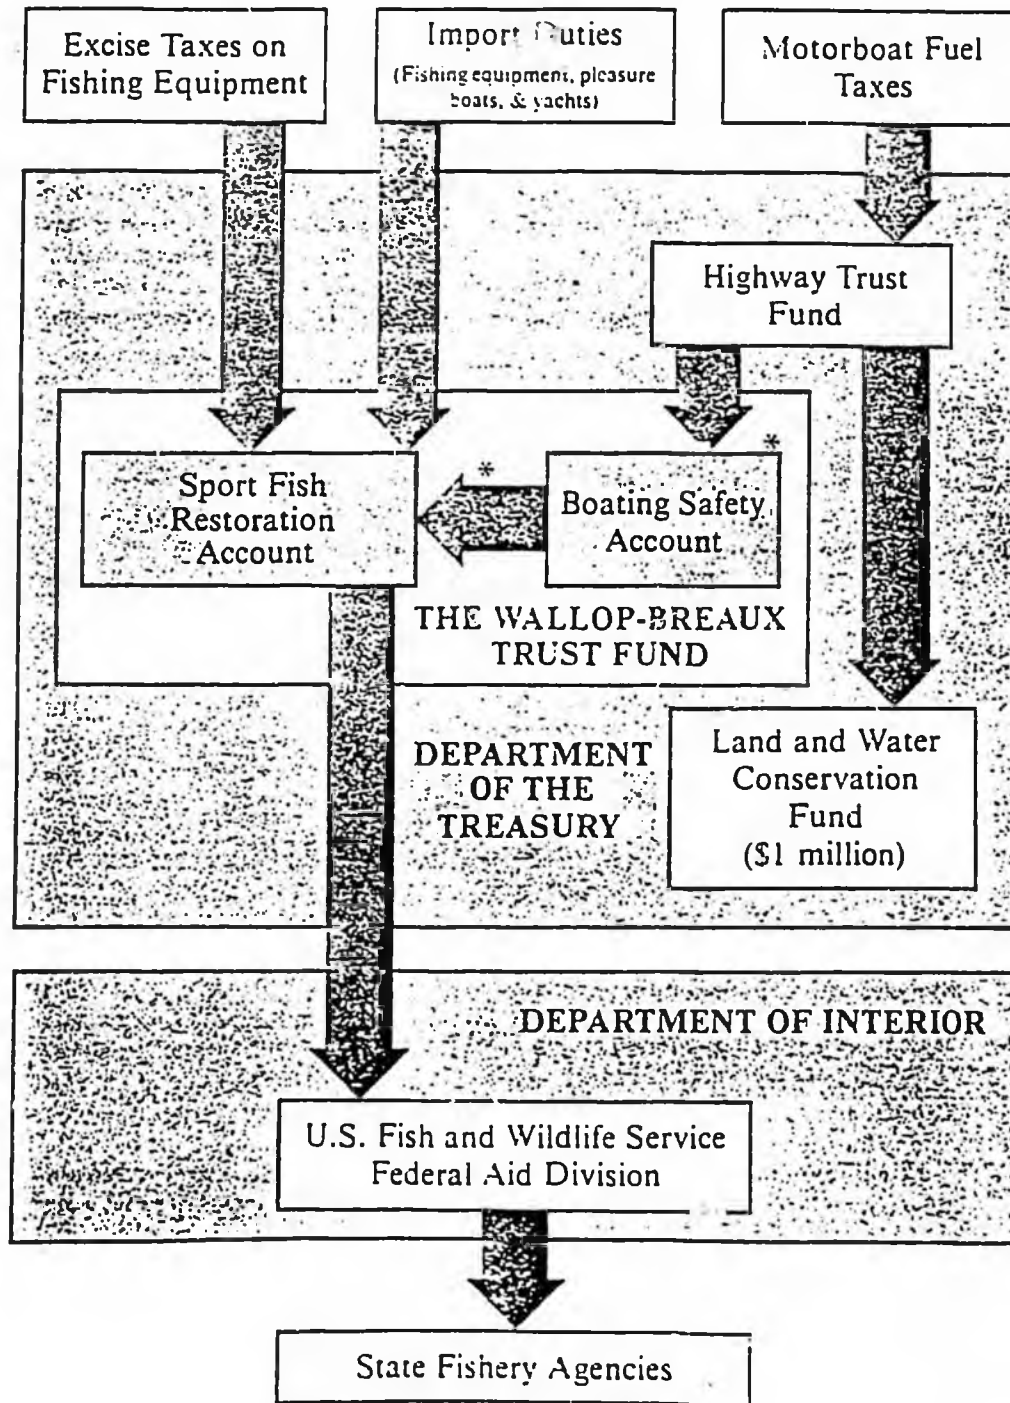 Excise Taxes on
Fishing Equipment
Import Duties
(Fishing equipment, pleasure
boats, & yachts)
Motorboat Fuel
Taxes
Highway Trust
Fund
Sport Fish
Restoration
Account
*
*
Boating Safety
Account
THE WALLOP-BREAUX
TRUST FUND
DEPARTMENT
OF THE
TREASURY
Land and Water
Conservation
Fund
($1 million)
DEPARTMENT OF INTERIOR
U.S. Fish and Wildlife Service
Federal Aid Division
State Fishery Agencies